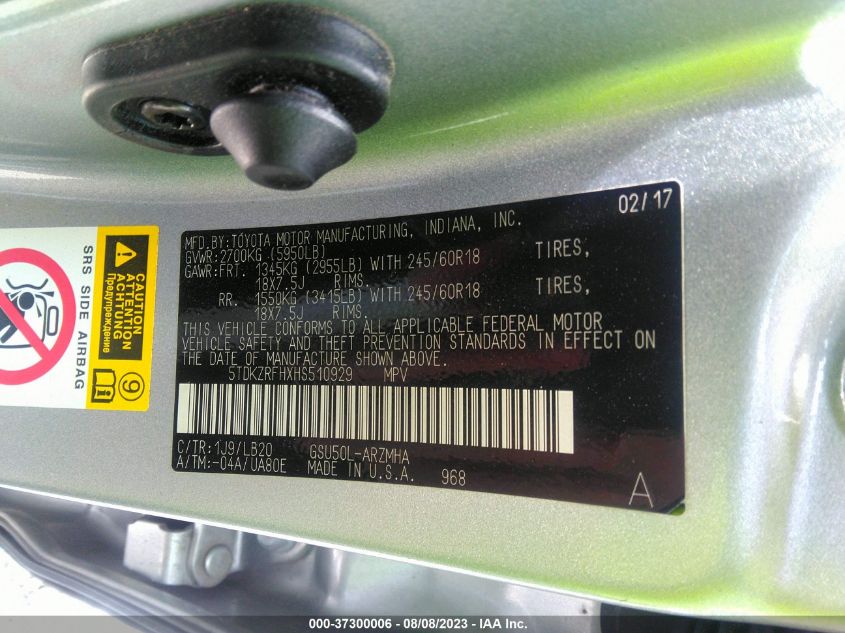 02/17
MFD.BY:TOYOTA MOTOR MANUFACTURING, INDIANA, INC.
GVWR:2700KG (5950LB)
GAWR:FRT. 1345KG (2955LB) WITH 245/60R18 TIRES,
18X7.5J RIMS.
RR. 1550KG (3415LB) WITH 245/60R18 TIRES,
18X7.5J RIMS.
THIS VEHICLE CONFORMS TO ALL APPLICABLE FEDERAL MOTOR
VEHICLE SAFETY AND THEFT PREVENTION STANDARDS IN EFFECT ON
THE DATE OF MANUFACTURE SHOWN ABOVE.
5TDKZRFHXHS510929 MPV
C/TR:1J9/LB20 GSU50L-ARZMHA
A/TM:-04A/UA80E MADE IN U.S.A. 968
A
SRS SIDE AIRBAG
CAUTION
ATTENTION
ACHTUNG
9
000-37300006 - 08/08/2023 - IAA Inc.